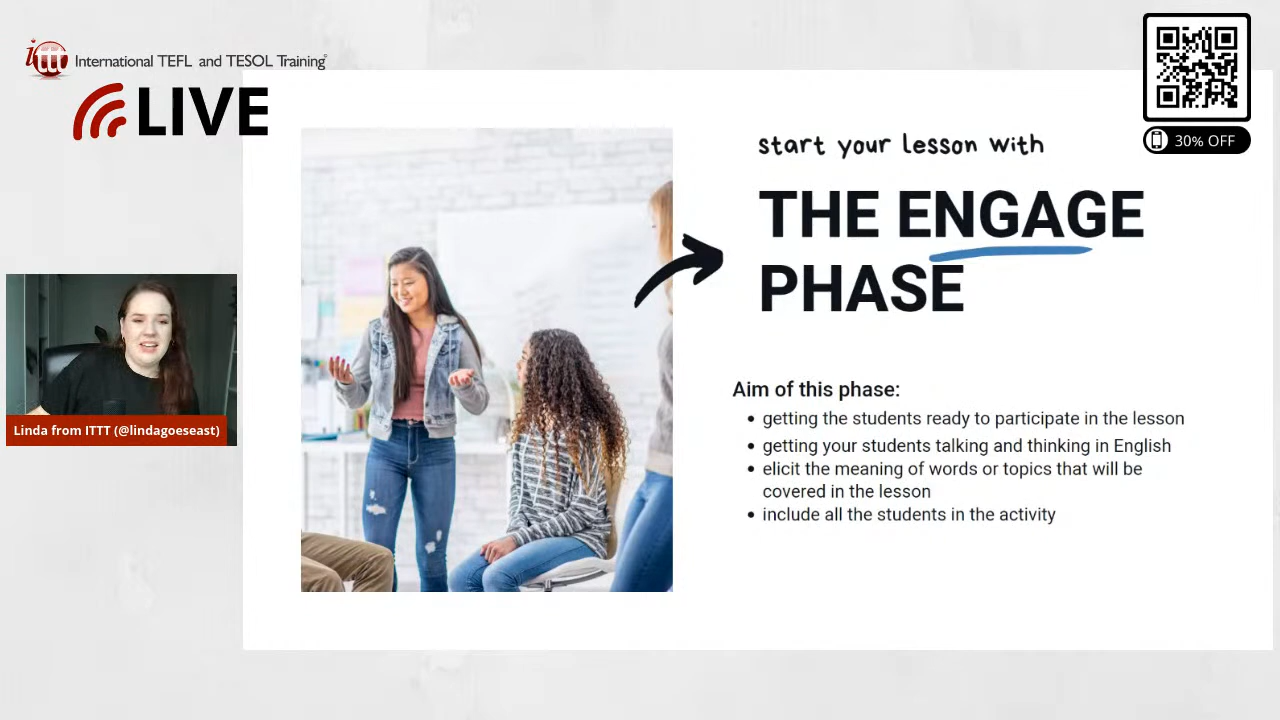 ittt International TEFL and TESOL Training
LIVE
30% OFF
start your lesson with
THE ENGAGE
PHASE
Linda from ITTT (@lindagoeseast)
Aim of this phase:
• getting the students ready to participate in the lesson
• getting your students talking and thinking in English
• elicit the meaning of words or topics that will be
covered in the lesson
• include all the students in the activity